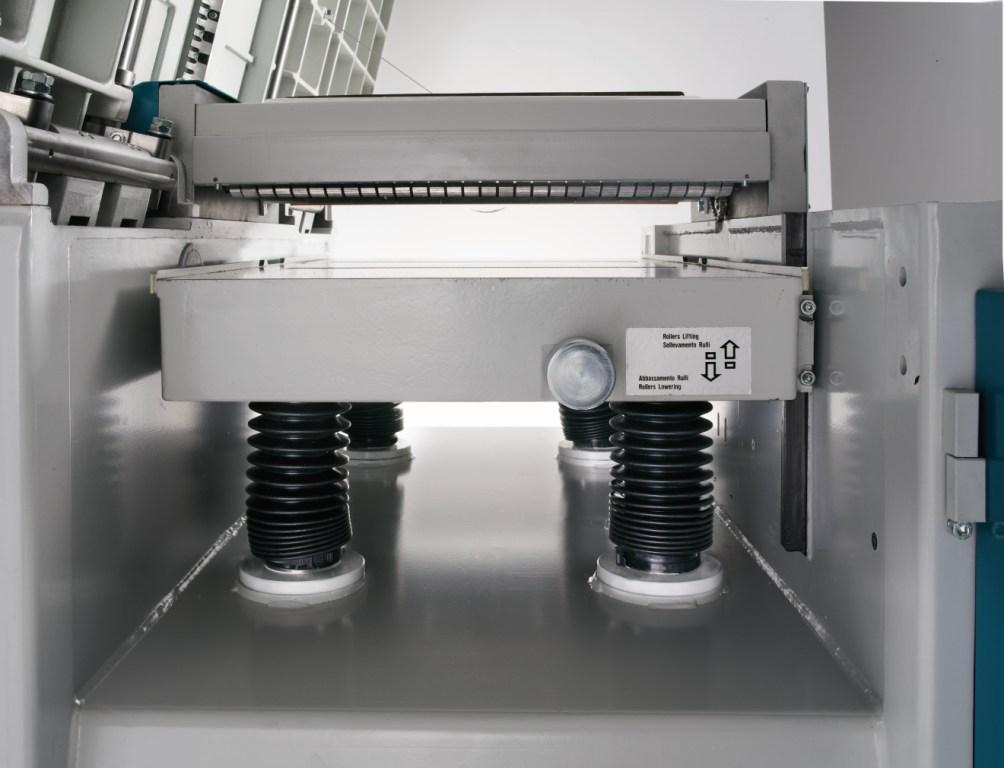 Rollers Lifting
Sollevamento Rulli
Abbassamento Rulli
Rollers Lowering